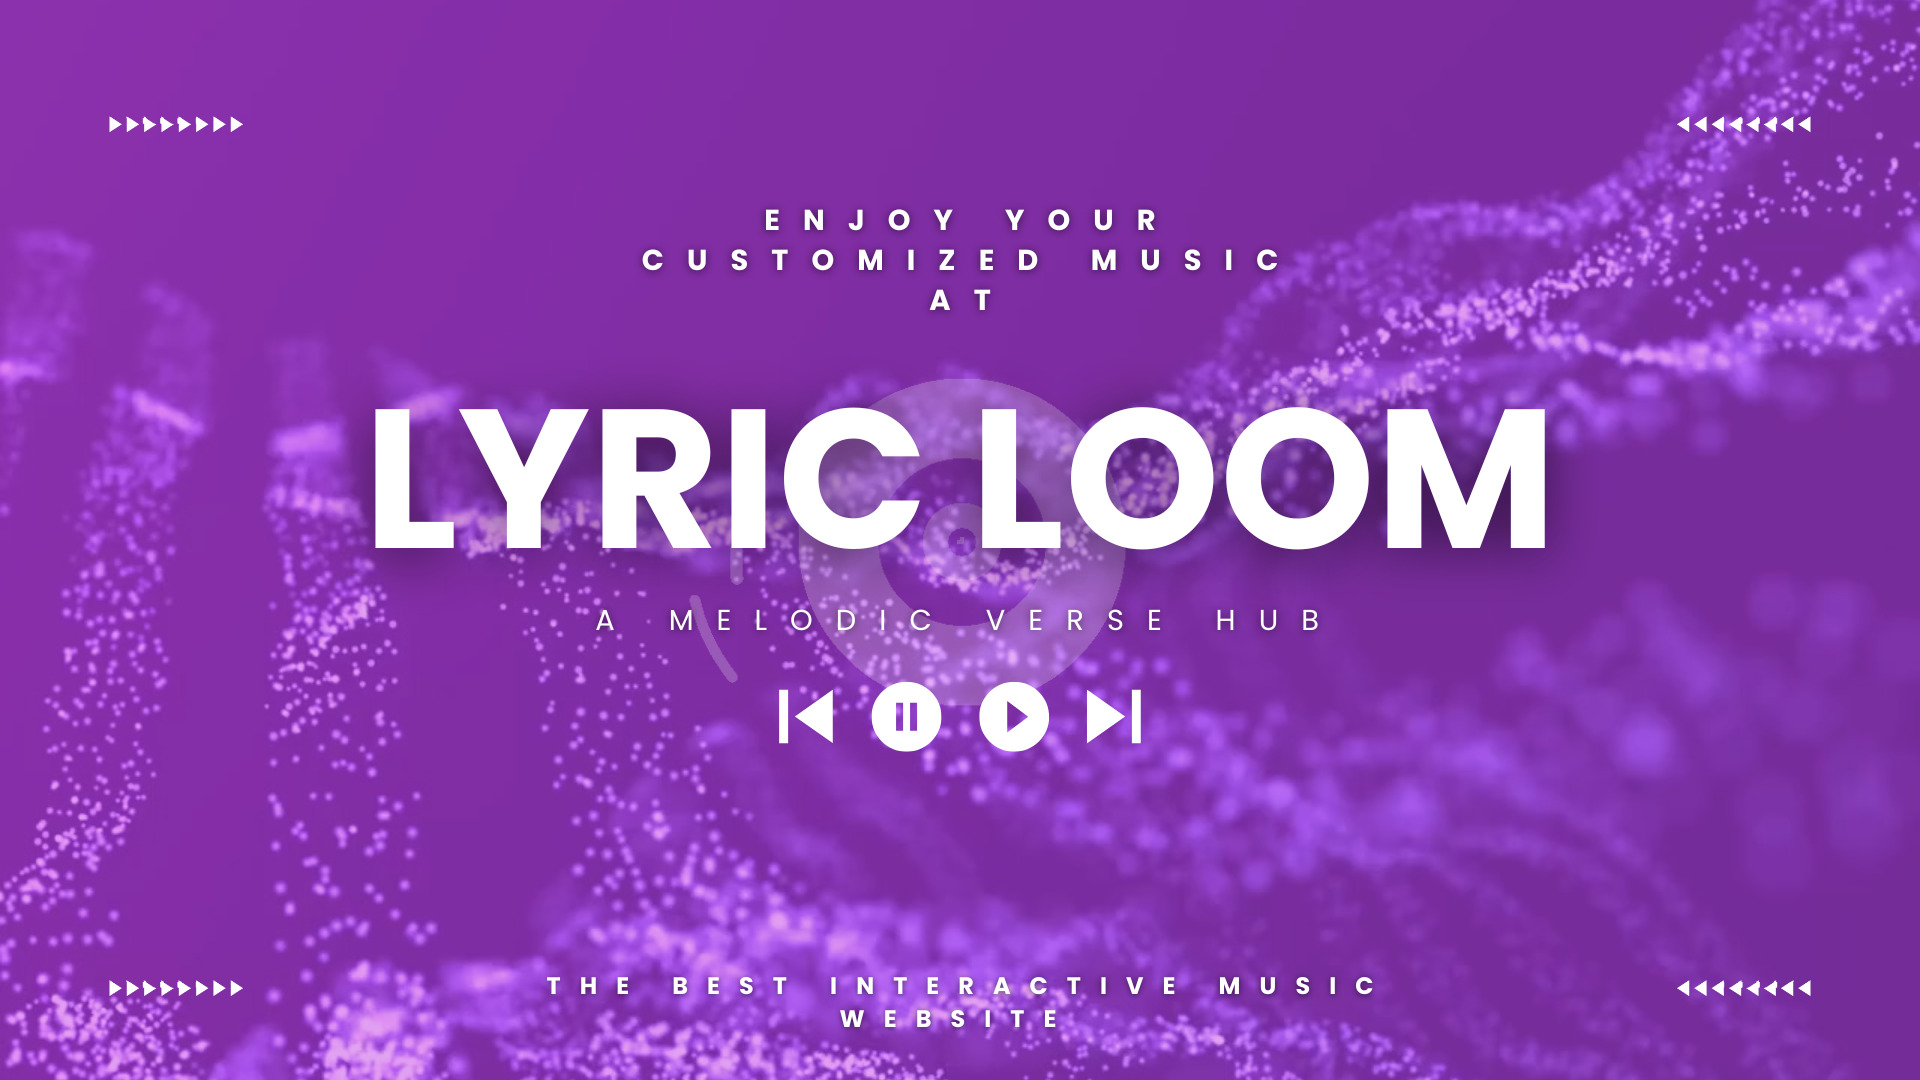 ENJOY YOUR
CUSTOMIZED MUSIC
AT
LYRIC LOOM
A MELODIC VERSE HUB
THE BEST INTERACTIVE MUSIC
WEBSITE